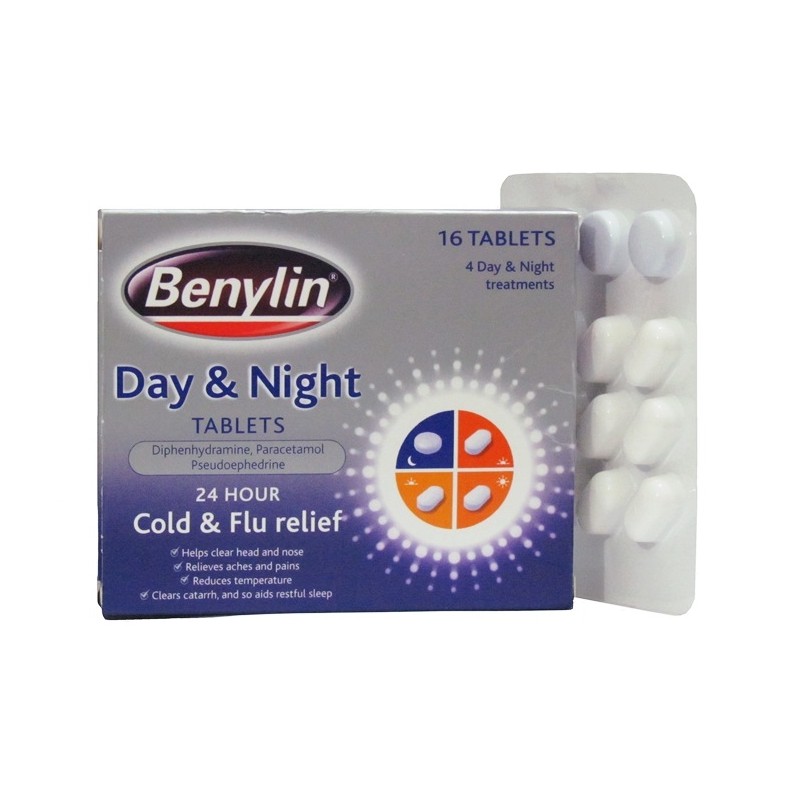 Benylin®
16 TABLETS
4 Day & Night
treatments
Day & Night
TABLETS
Diphenhydramine, Paracetamol
Pseudoephedrine
24 HOUR
Cold & Flu relief
Helps clear head and nose
Relieves aches and pains
Reduces temperature
Clears catarrh, and so aids restful sleep